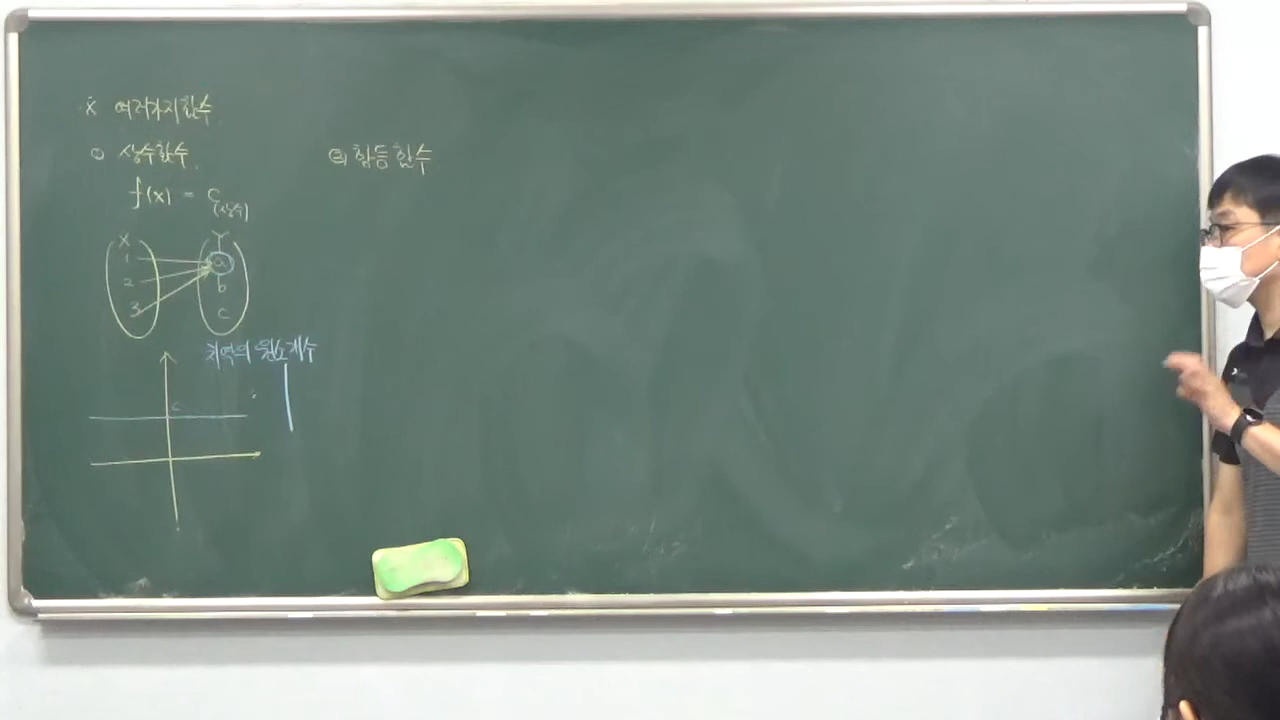 ※ 여러가지함수
① 상수함수
f(x) = c
(상수)
X Y
1 a
2 b
3 c
치역의 원소개수
1
c
② 항등함수